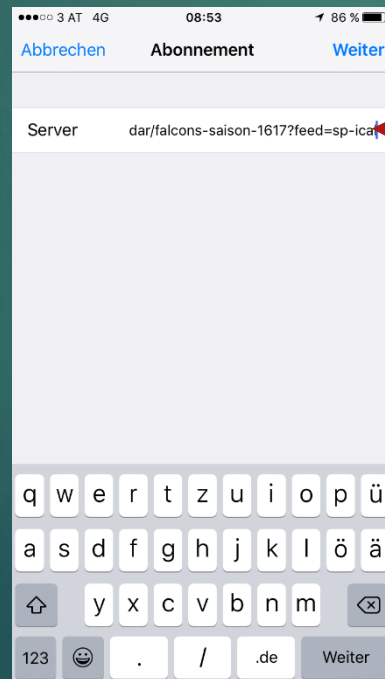 3 AT 4G 08:53 86 %
Abbrechen Abonnement Weiter
Server dar/falcons-saison-1617?feed=sp-ical
q w e r t z u i o p ü
a s d f g h j k l ö ä
y x c v b n m
123 . / .de Weiter